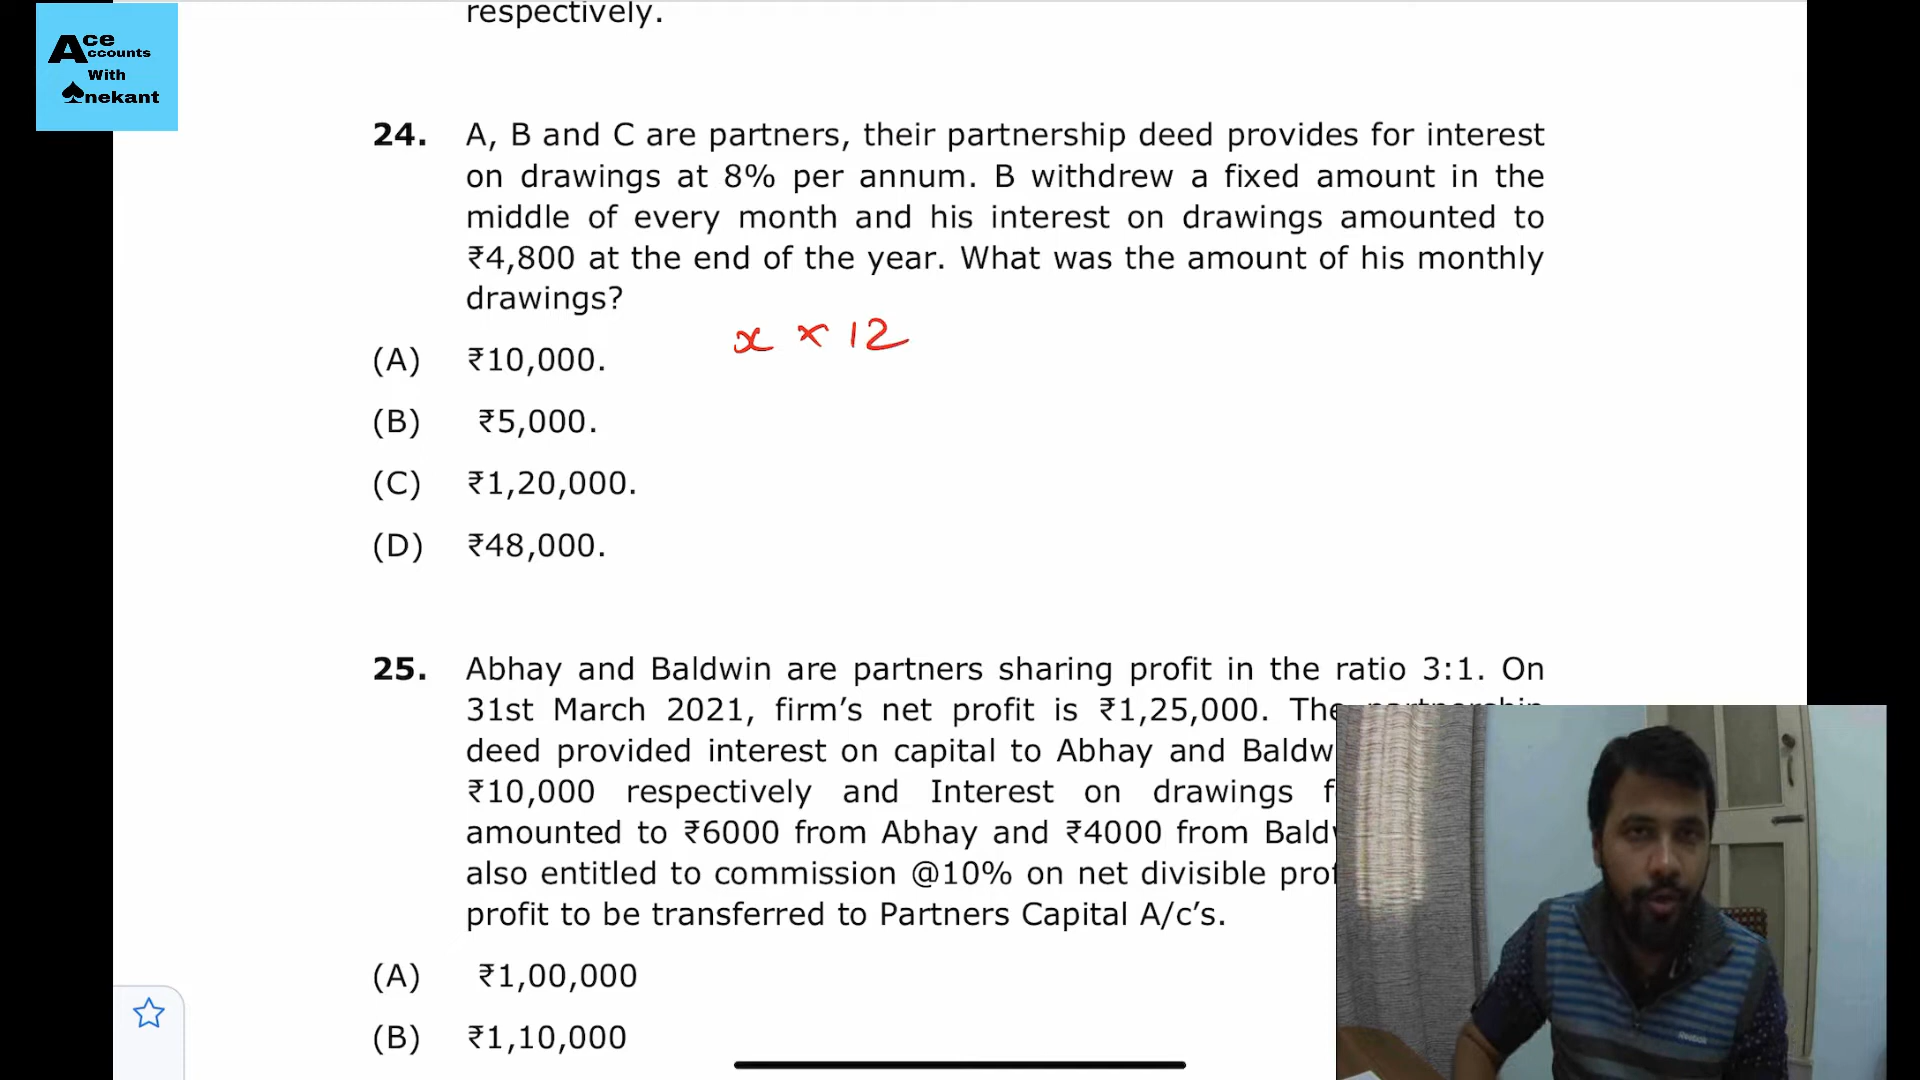 Ace
Accounts
With
Anekant
respectively.
24. A, B and C are partners, their partnership deed provides for interest
on drawings at 8% per annum. B withdrew a fixed amount in the
middle of every month and his interest on drawings amounted to
₹4,800 at the end of the year. What was the amount of his monthly
drawings?
x × 12
(A) ₹10,000.
(B) ₹5,000.
(C) ₹1,20,000.
(D) ₹48,000.
25. Abhay and Baldwin are partners sharing profit in the ratio 3:1. On
31st March 2021, firm's net profit is ₹1,25,000. The partnership
deed provided interest on capital to Abhay and Baldw
₹10,000 respectively and Interest on drawings f
amounted to ₹6000 from Abhay and ₹4000 from Bald
also entitled to commission @10% on net divisible prof
profit to be transferred to Partners Capital A/c's.
(A) ₹1,00,000
(B) ₹1,10,000
Reebok